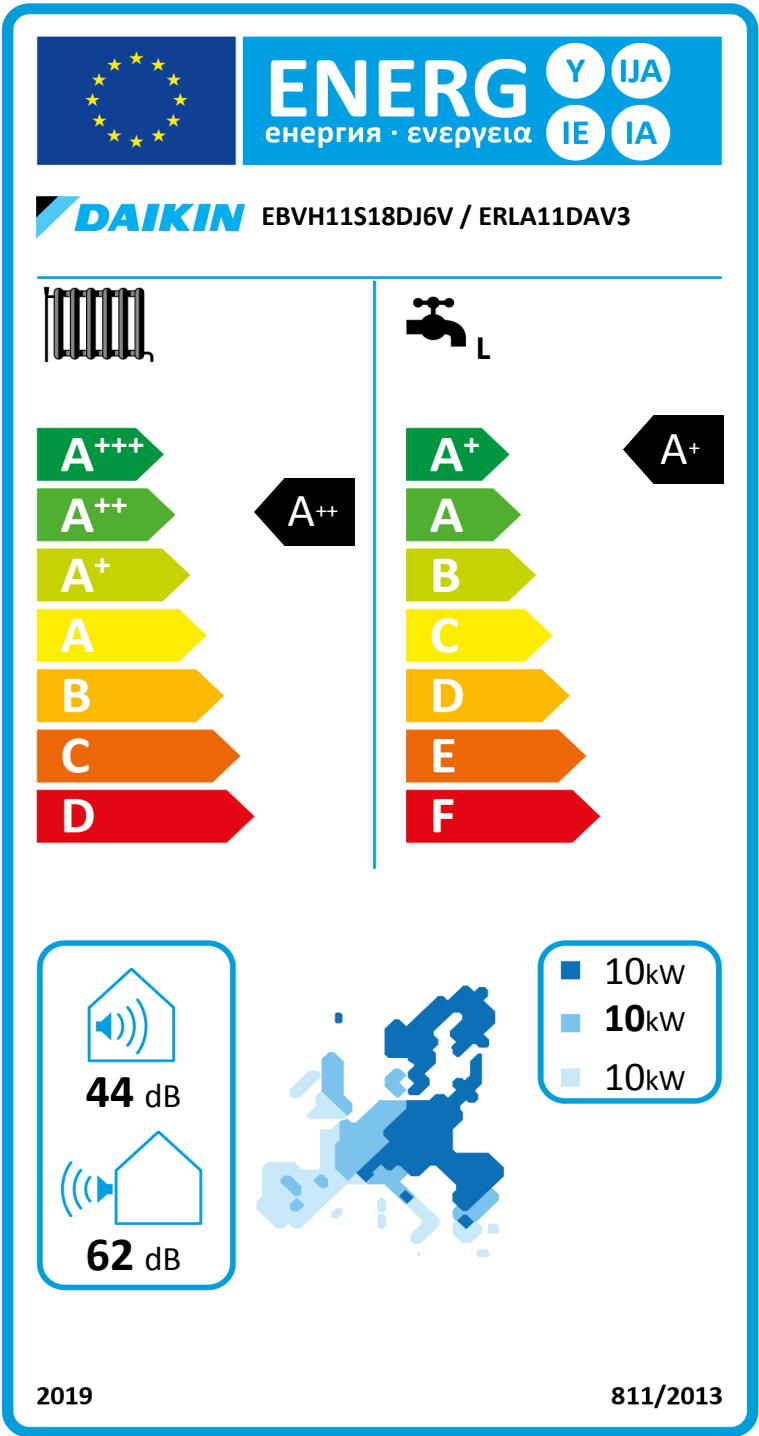 ENERG Y IJA
енергия · ενεργεια IE IA
DAIKIN EBVH11S18DJ6V / ERLA11DAV3
L
A+++
A++
A+
A
B
C
D
A++
A+
A
B
C
D
E
F
A+
44 dB
62 dB
10kW
10kW
10kW
2019
811/2013